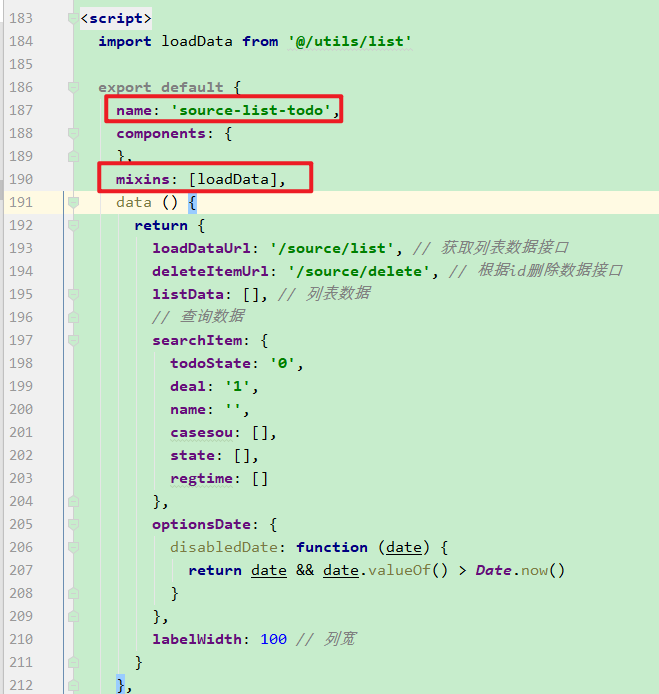 183 <script>
184 import loadData from '@/utils/list'
185
186 export default {
187 name: 'source-list-todo',
188 components: {
189 },
190 mixins: [loadData],
191 data () {
192 return {
193 loadDataUrl: '/source/list', // 获取列表数据接口
194 deleteItemUrl: '/source/delete', // 根据id删除数据接口
195 listData: [], // 列表数据
196 // 查询数据
197 searchItem: {
198 todoState: '0',
199 deal: '1',
200 name: '',
201 casesou: [],
202 state: [],
203 regtime: []
204 },
205 optionsDate: {
206 disabledDate: function (date) {
207 return date && date.valueOf() > Date.now()
208 }
209 },
210 labelWidth: 100 // 列宽
211 }
212 },